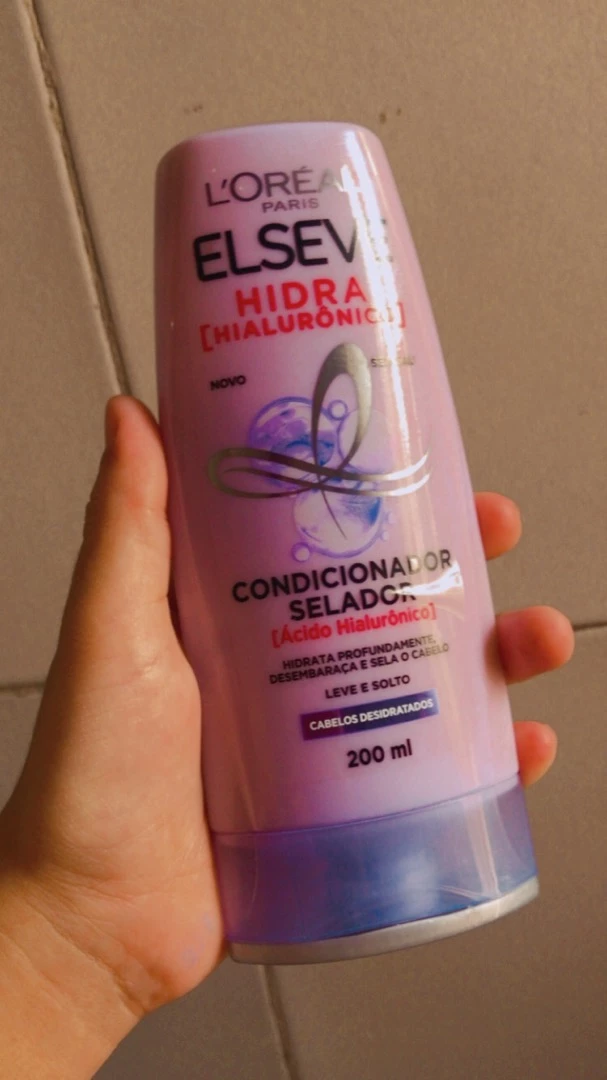 L'ORÉA
PARIS
ELSEVE
HIDRA
[HIALURÔNICO]
NOVO
CONDICIONADOR
SELADOR
[Ácido Hialurônico]
HIDRATA PROFUNDAMENTE,
DESEMBARAÇA E SELA O CABELO
LEVE E SOLTO
CABELOS DESIDRATADOS
200 ml